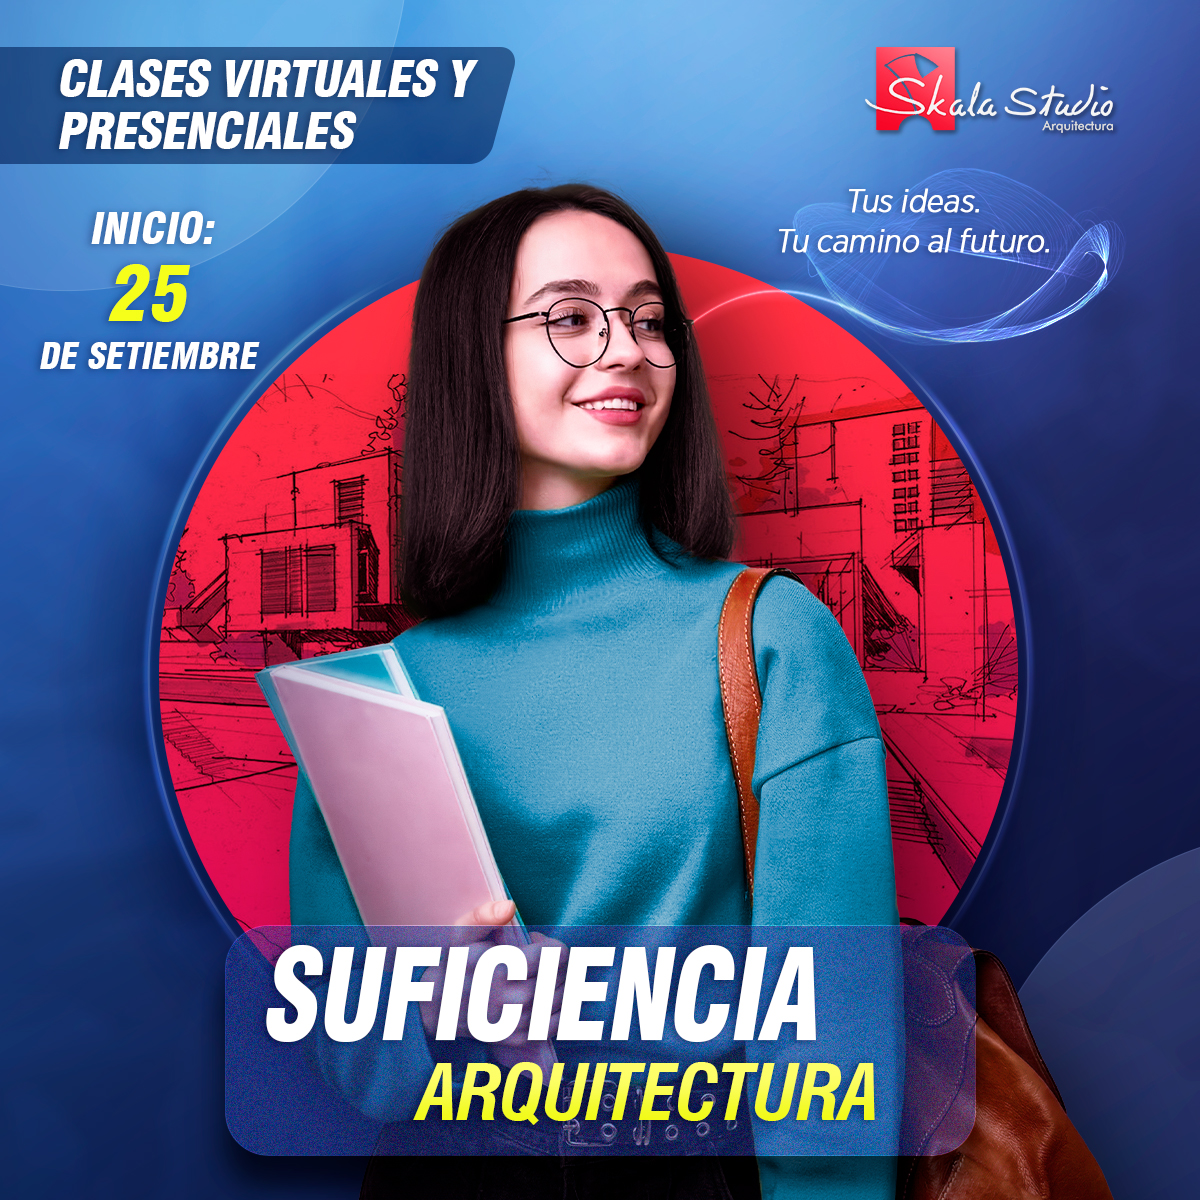 CLASES VIRTUALES Y
PRESENCIALES
Skala Studio
Arquitectura
Tus ideas.
Tu camino al futuro.
INICIO:
25
DE SETIEMBRE
SUFICIENCIA
ARQUITECTURA